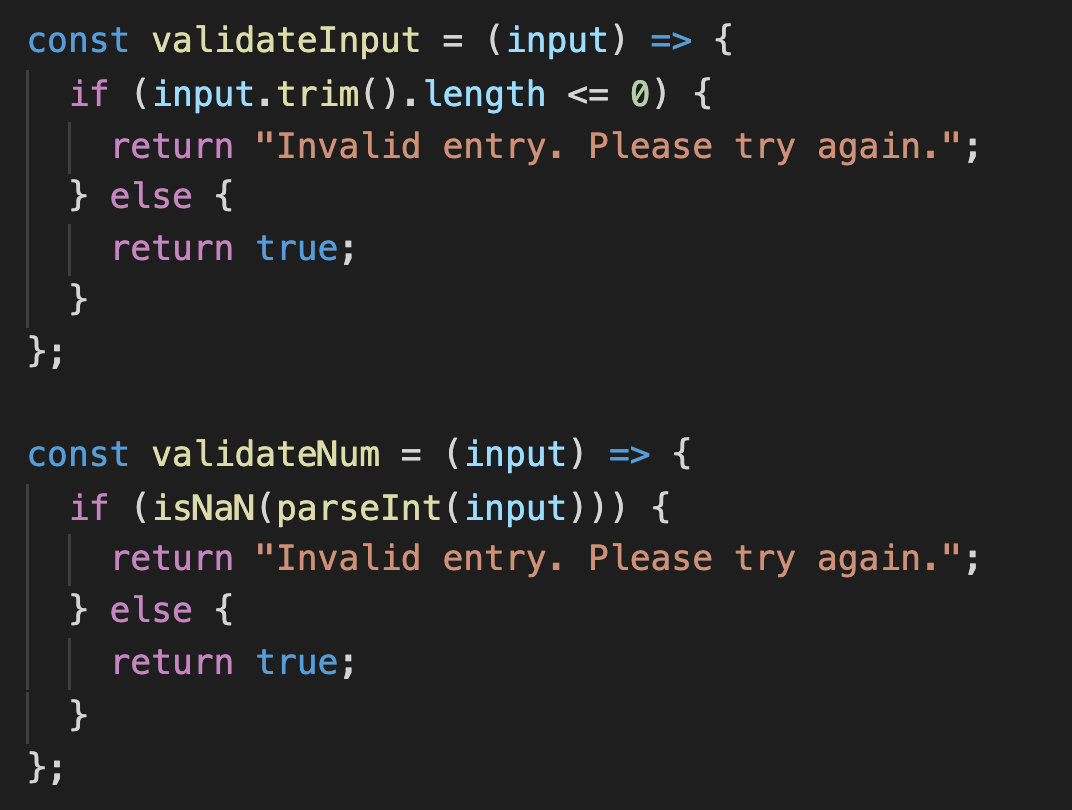 const validateInput = (input) => {
  if (input.trim().length <= 0) {
    return "Invalid entry. Please try again.";
  } else {
    return true;
  }
};

const validateNum = (input) => {
  if (isNaN(parseInt(input))) {
    return "Invalid entry. Please try again.";
  } else {
    return true;
  }
};